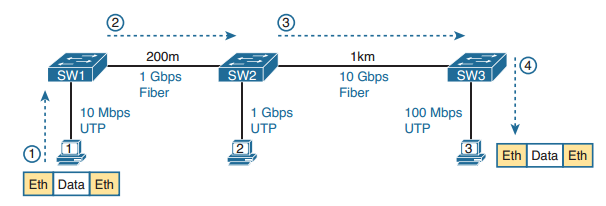 2
3
200m
1km
SW1
SW2
SW3
4
1 Gbps
Fiber
10 Gbps
Fiber
10 Mbps
UTP
1 Gbps
UTP
100 Mbps
UTP
1
1
2
3
Eth Data Eth
Eth Data Eth